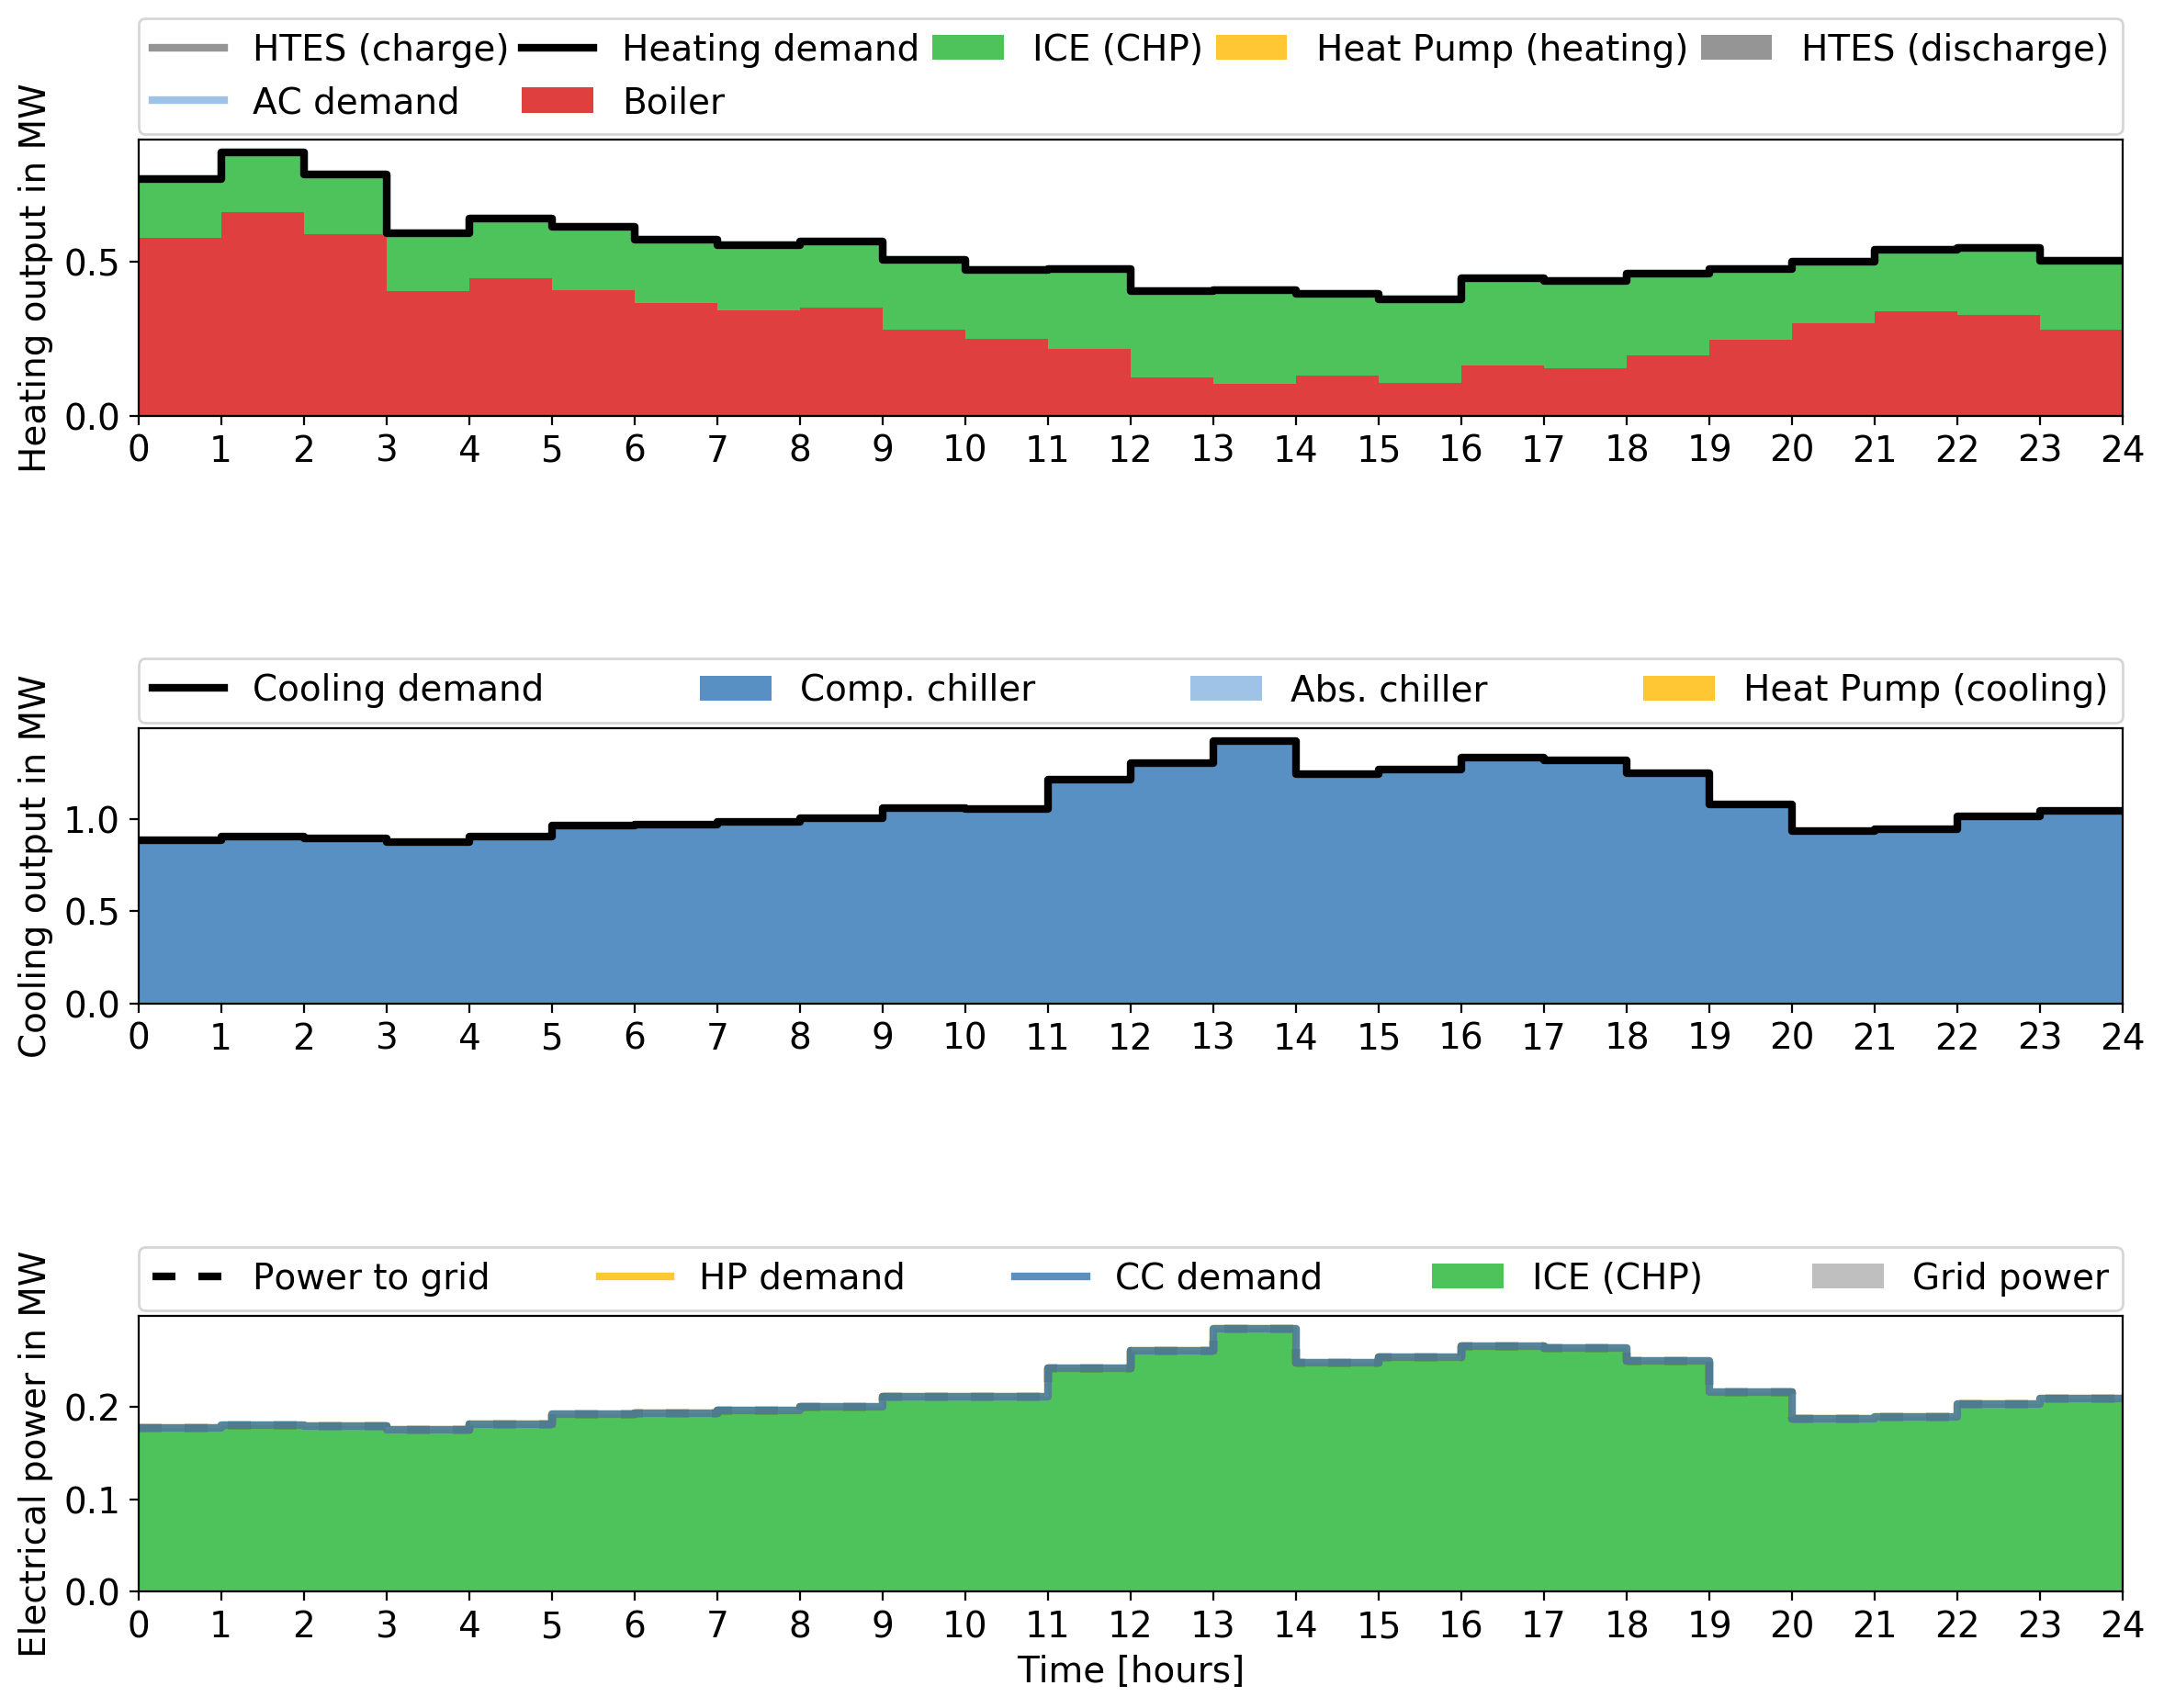 HTES (charge) Heating demand ICE (CHP) Heat Pump (heating) HTES (discharge)
AC demand Boiler
Heating output in MW
0.5
0.0
0 1 2 3 4 5 6 7 8 9 10 11 12 13 14 15 16 17 18 19 20 21 22 23 24
Cooling demand Comp. chiller Abs. chiller Heat Pump (cooling)
Cooling output in MW
1.0
0.5
0.0
0 1 2 3 4 5 6 7 8 9 10 11 12 13 14 15 16 17 18 19 20 21 22 23 24
Power to grid HP demand CC demand ICE (CHP) Grid power
Electrical power in MW
0.2
0.1
0.0
0 1 2 3 4 5 6 7 8 9 10 11 12 13 14 15 16 17 18 19 20 21 22 23 24
Time [hours]